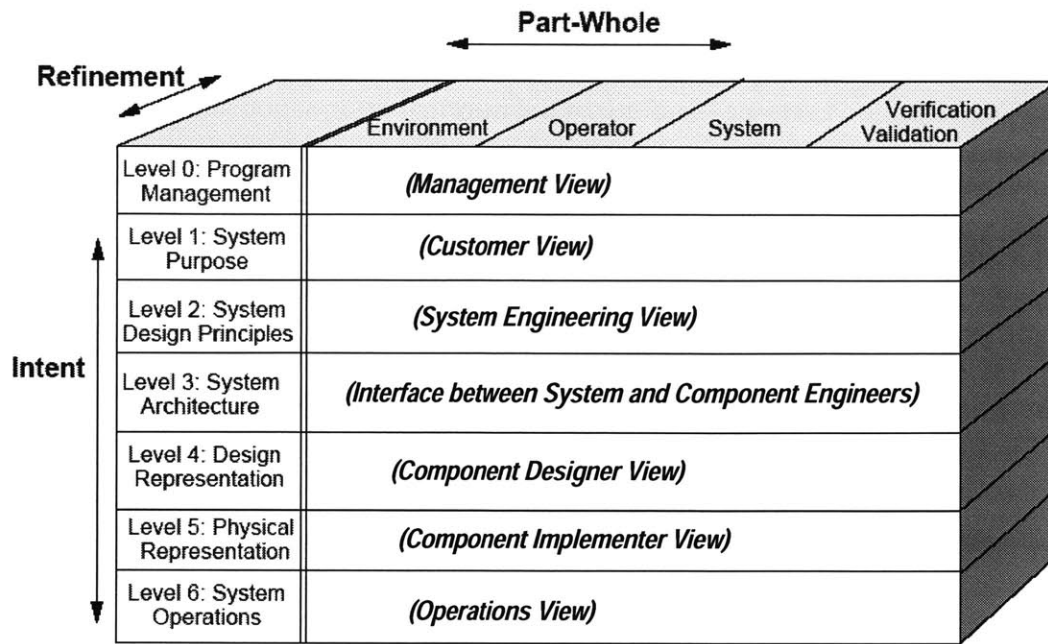 Part-Whole
Refinement
Environment
Operator
System
Verification
Validation
Level 0: Program
Management
(Management View)
Level 1: System
Purpose
(Customer View)
Level 2: System
Design Principles
(System Engineering View)
Intent
Level 3: System
Architecture
(Interface between System and Component Engineers)
Level 4: Design
Representation
(Component Designer View)
Level 5: Physical
Representation
(Component Implementer View)
Level 6: System
Operations
(Operations View)